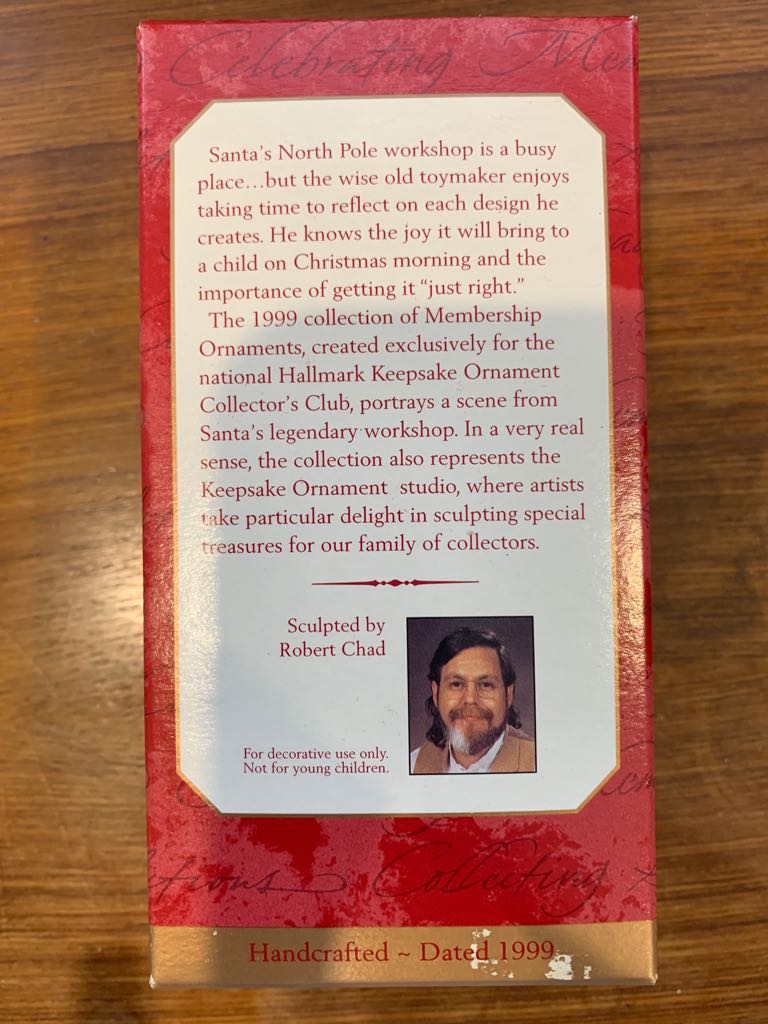 Celebrating Mem
Santa's North Pole workshop is a busy
place...but the wise old toymaker enjoys
taking time to reflect on each design he
creates. He knows the joy it will bring to
a child on Christmas morning and the
importance of getting it "just right."
The 1999 collection of Membership
Ornaments, created exclusively for the
national Hallmark Keepsake Ornament
Collector's Club, portrays a scene from
Santa's legendary workshop. In a very real
sense, the collection also represents the
Keepsake Ornament studio, where artists
take particular delight in sculpting special
treasures for our family of collectors.
Sculpted by
Robert Chad
For decorative use only.
Not for young children.
itions Collecting
Handcrafted ~ Dated 1999